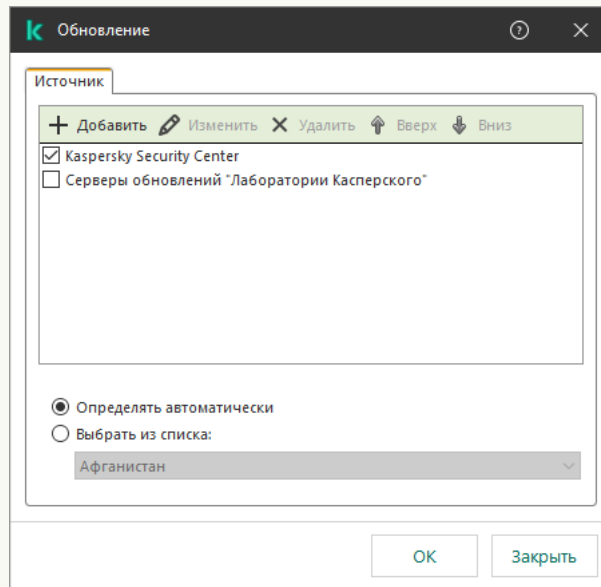 Обновление
Источник
Добавить Изменить Удалить Вверх Вниз
Kaspersky Security Center
Серверы обновлений "Лаборатории Касперского"
Определять автоматически
Выбрать из списка:
Афганистан
ОК Закрыть